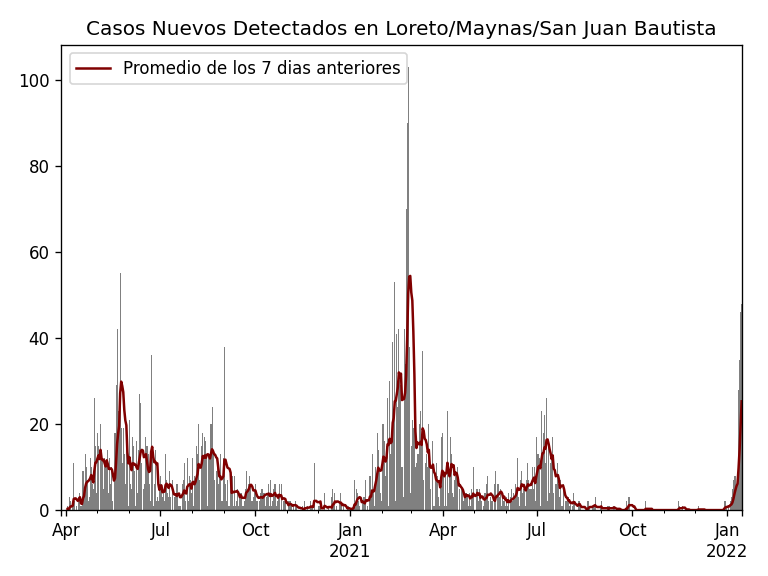 Casos Nuevos Detectados en Loreto/Maynas/San Juan Bautista
Promedio de los 7 dias anteriores
100
80
60
40
20
0
Apr Jul Oct Jan Apr Jul Oct Jan
2021 2022